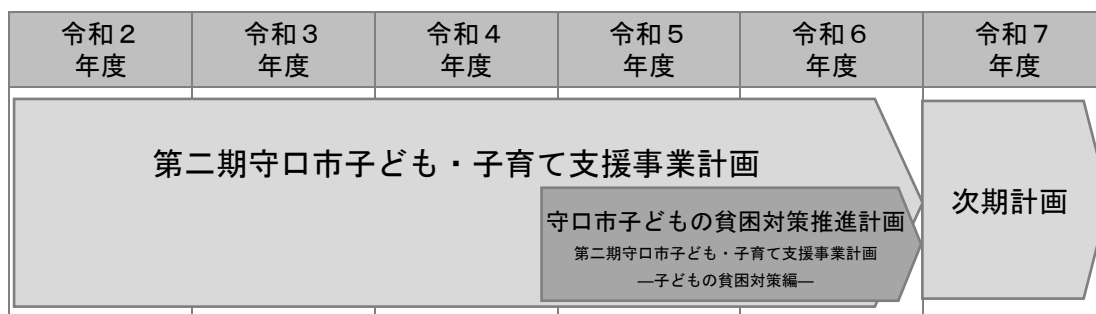 令和２
年度
令和３
年度
令和４
年度
令和５
年度
令和６
年度
令和７
年度
第二期守口市子ども・子育て支援事業計画
守口市子どもの貧困対策推進計画
第二期守口市子ども・子育て支援事業計画
―子どもの貧困対策編―
次期計画